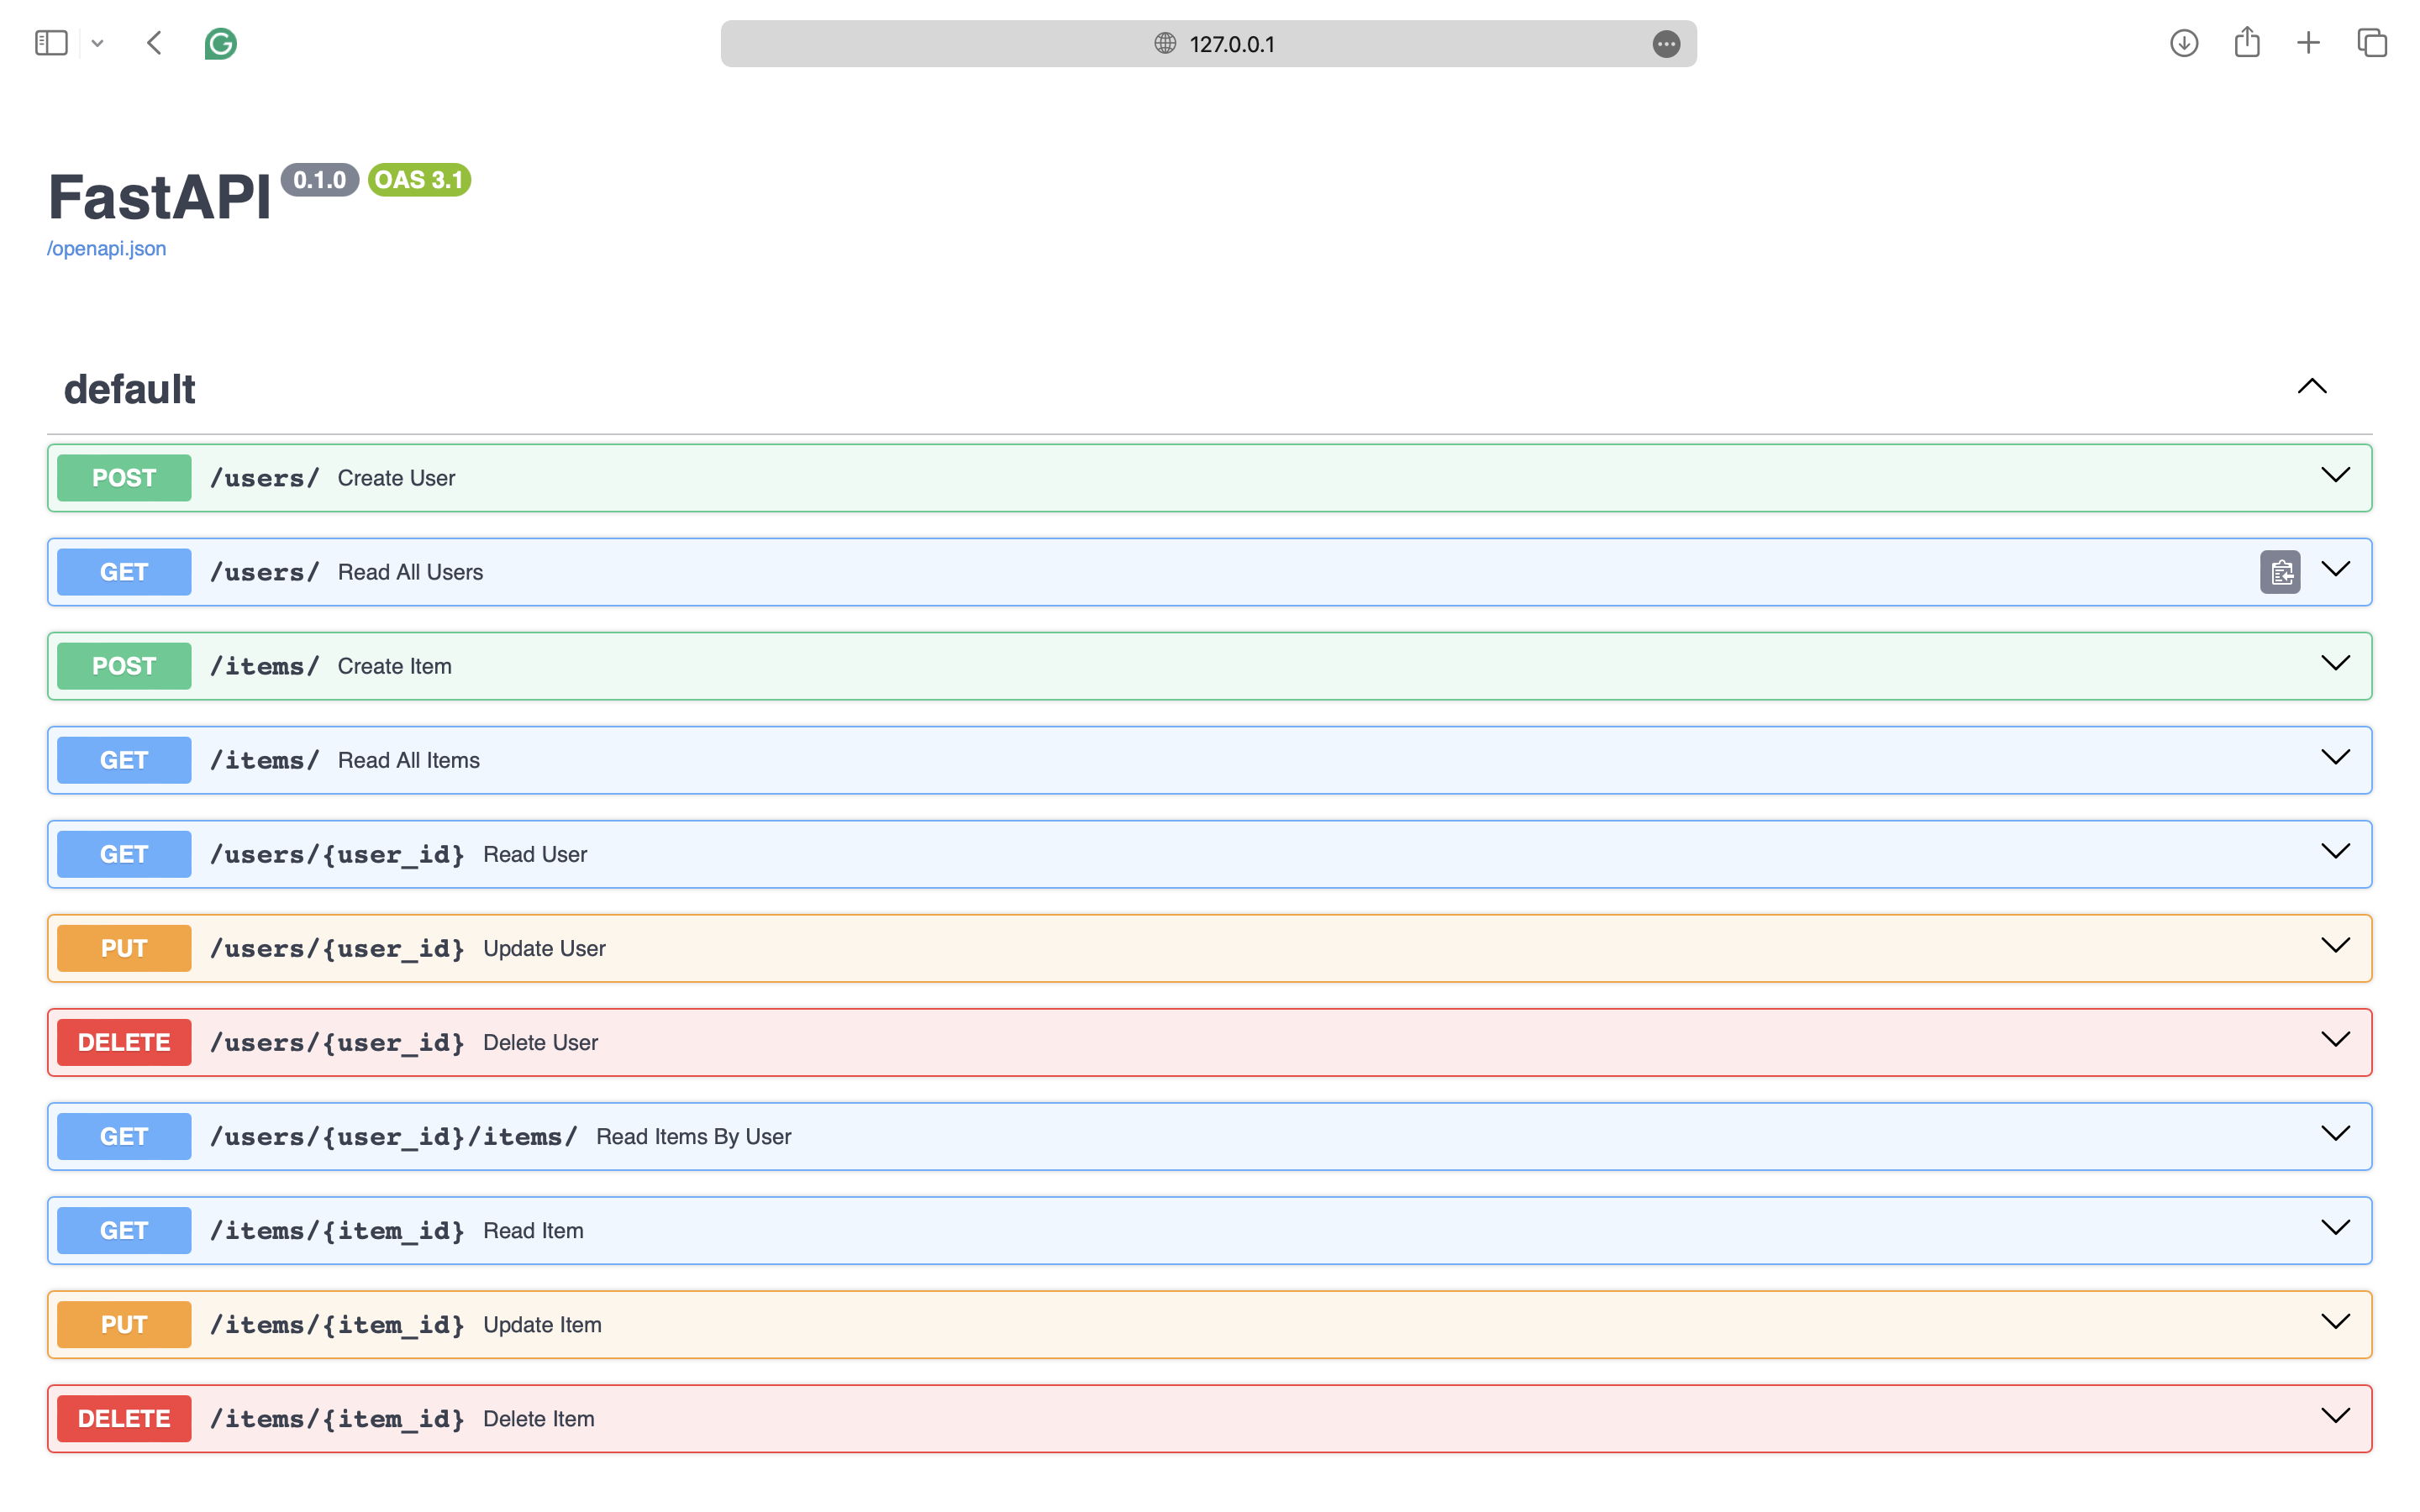 127.0.0.1
FastAPI 0.1.0 OAS 3.1
/openapi.json
default
POST /users/ Create User
GET /users/ Read All Users
POST /items/ Create Item
GET /items/ Read All Items
GET /users/{user_id} Read User
PUT /users/{user_id} Update User
DELETE /users/{user_id} Delete User
GET /users/{user_id}/items/ Read Items By User
GET /items/{item_id} Read Item
PUT /items/{item_id} Update Item
DELETE /items/{item_id} Delete Item